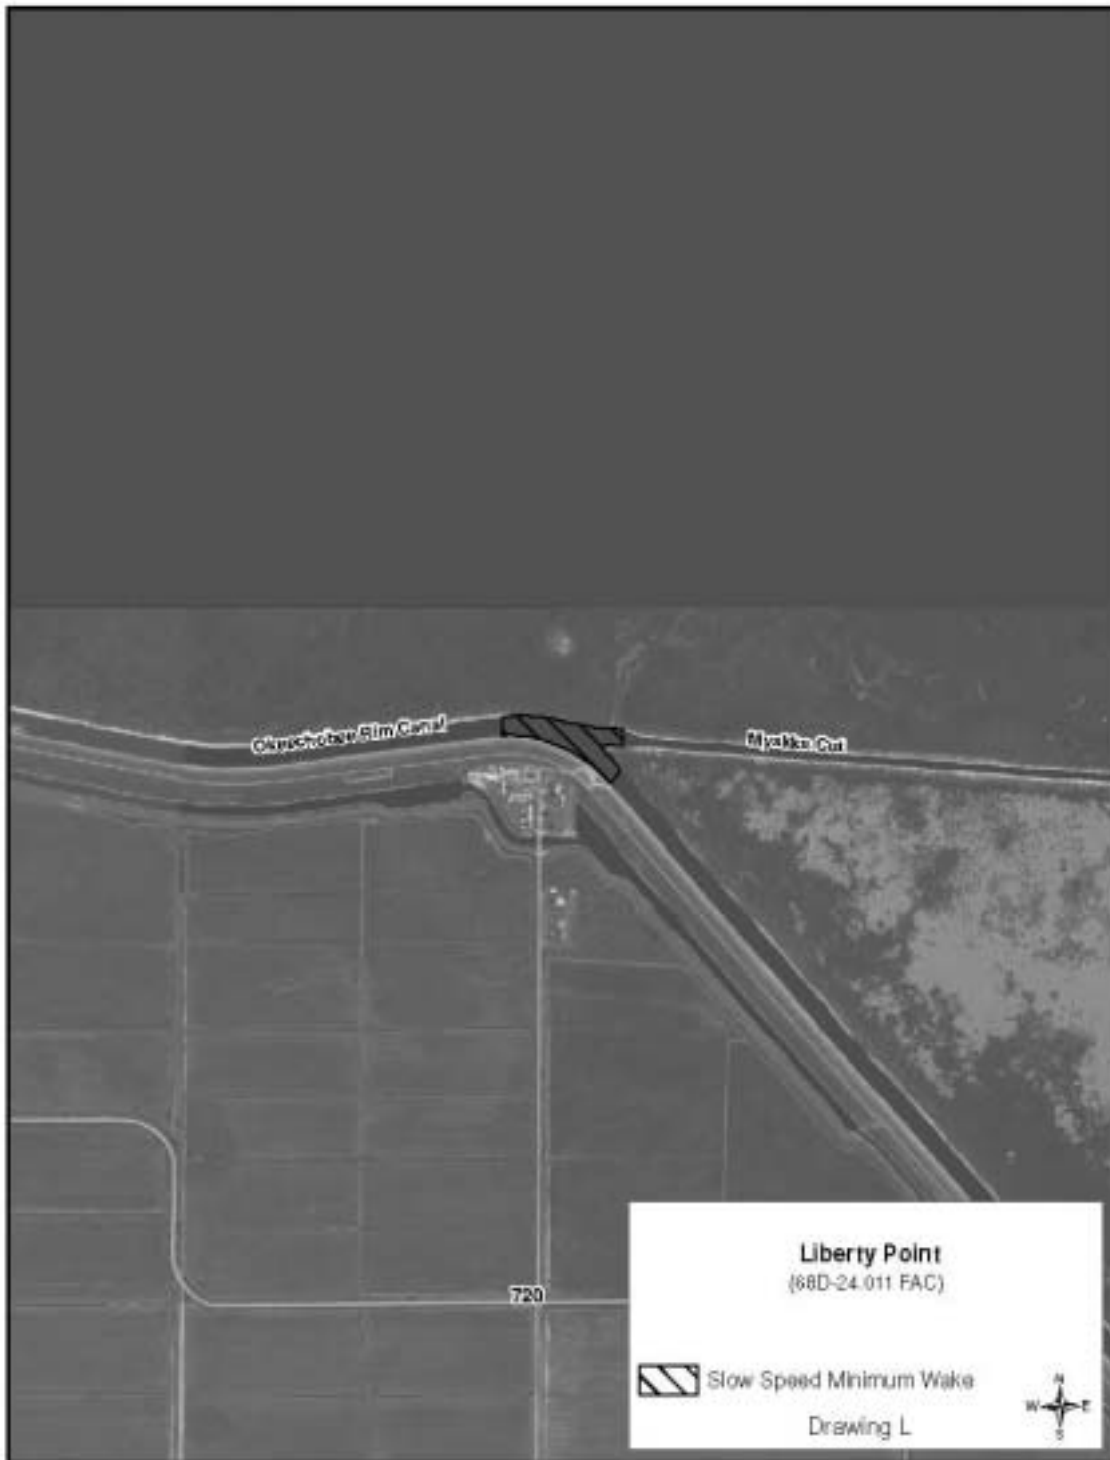 Okeechobee Rim Canal
Myakka Cut
720
Liberty Point
(68D-24.011 FAC)
Slow Speed Minimum Wake
N
W E
S
Drawing L